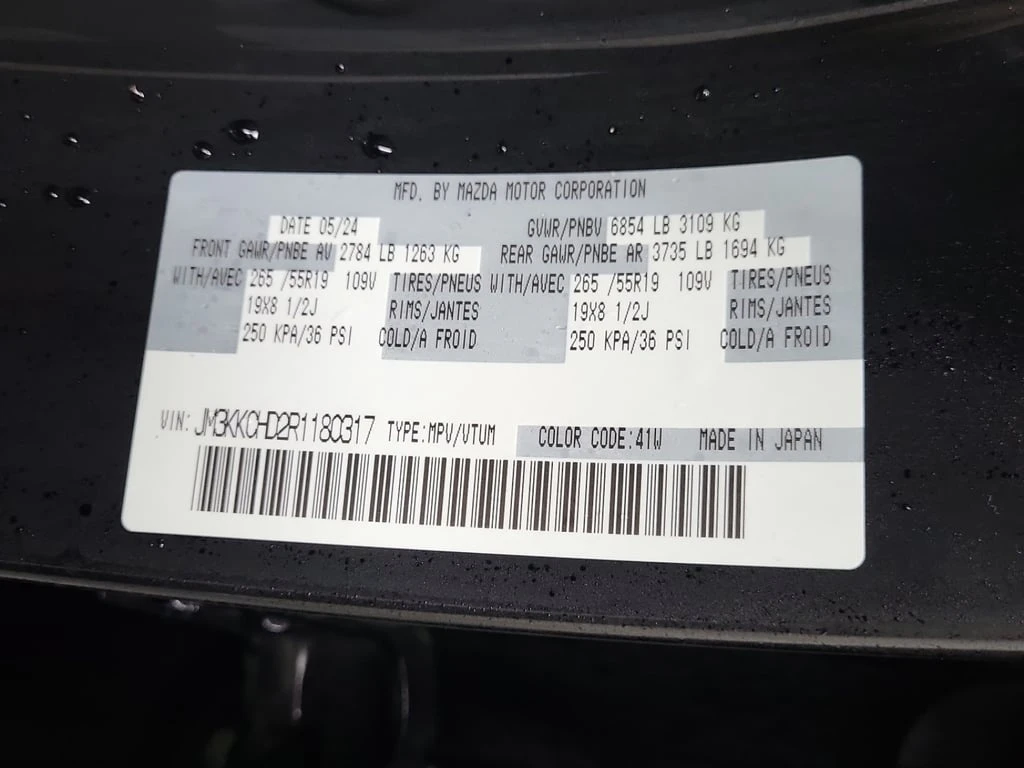 MFD. BY MAZDA MOTOR CORPORATION
DATE 05/24 GVWR/PNBV 6854 LB 3109 KG
FRONT GAWR/PNBE AV 2784 LB 1263 KG REAR GAWR/PNBE AR 3735 LB 1694 KG
WITH/AVEC 265 /55R19 109V TIRES/PNEUS WITH/AVEC 265 /55R19 109V TIRES/PNEUS
19X8 1/2J RIMS/JANTES 19X8 1/2J RIMS/JANTES
250 KPA/36 PSI COLD/A FROID 250 KPA/36 PSI COLD/A FROID
VIN: JM3KKCHD2R1180317 TYPE:MPV/VTUM COLOR CODE:41W MADE IN JAPAN